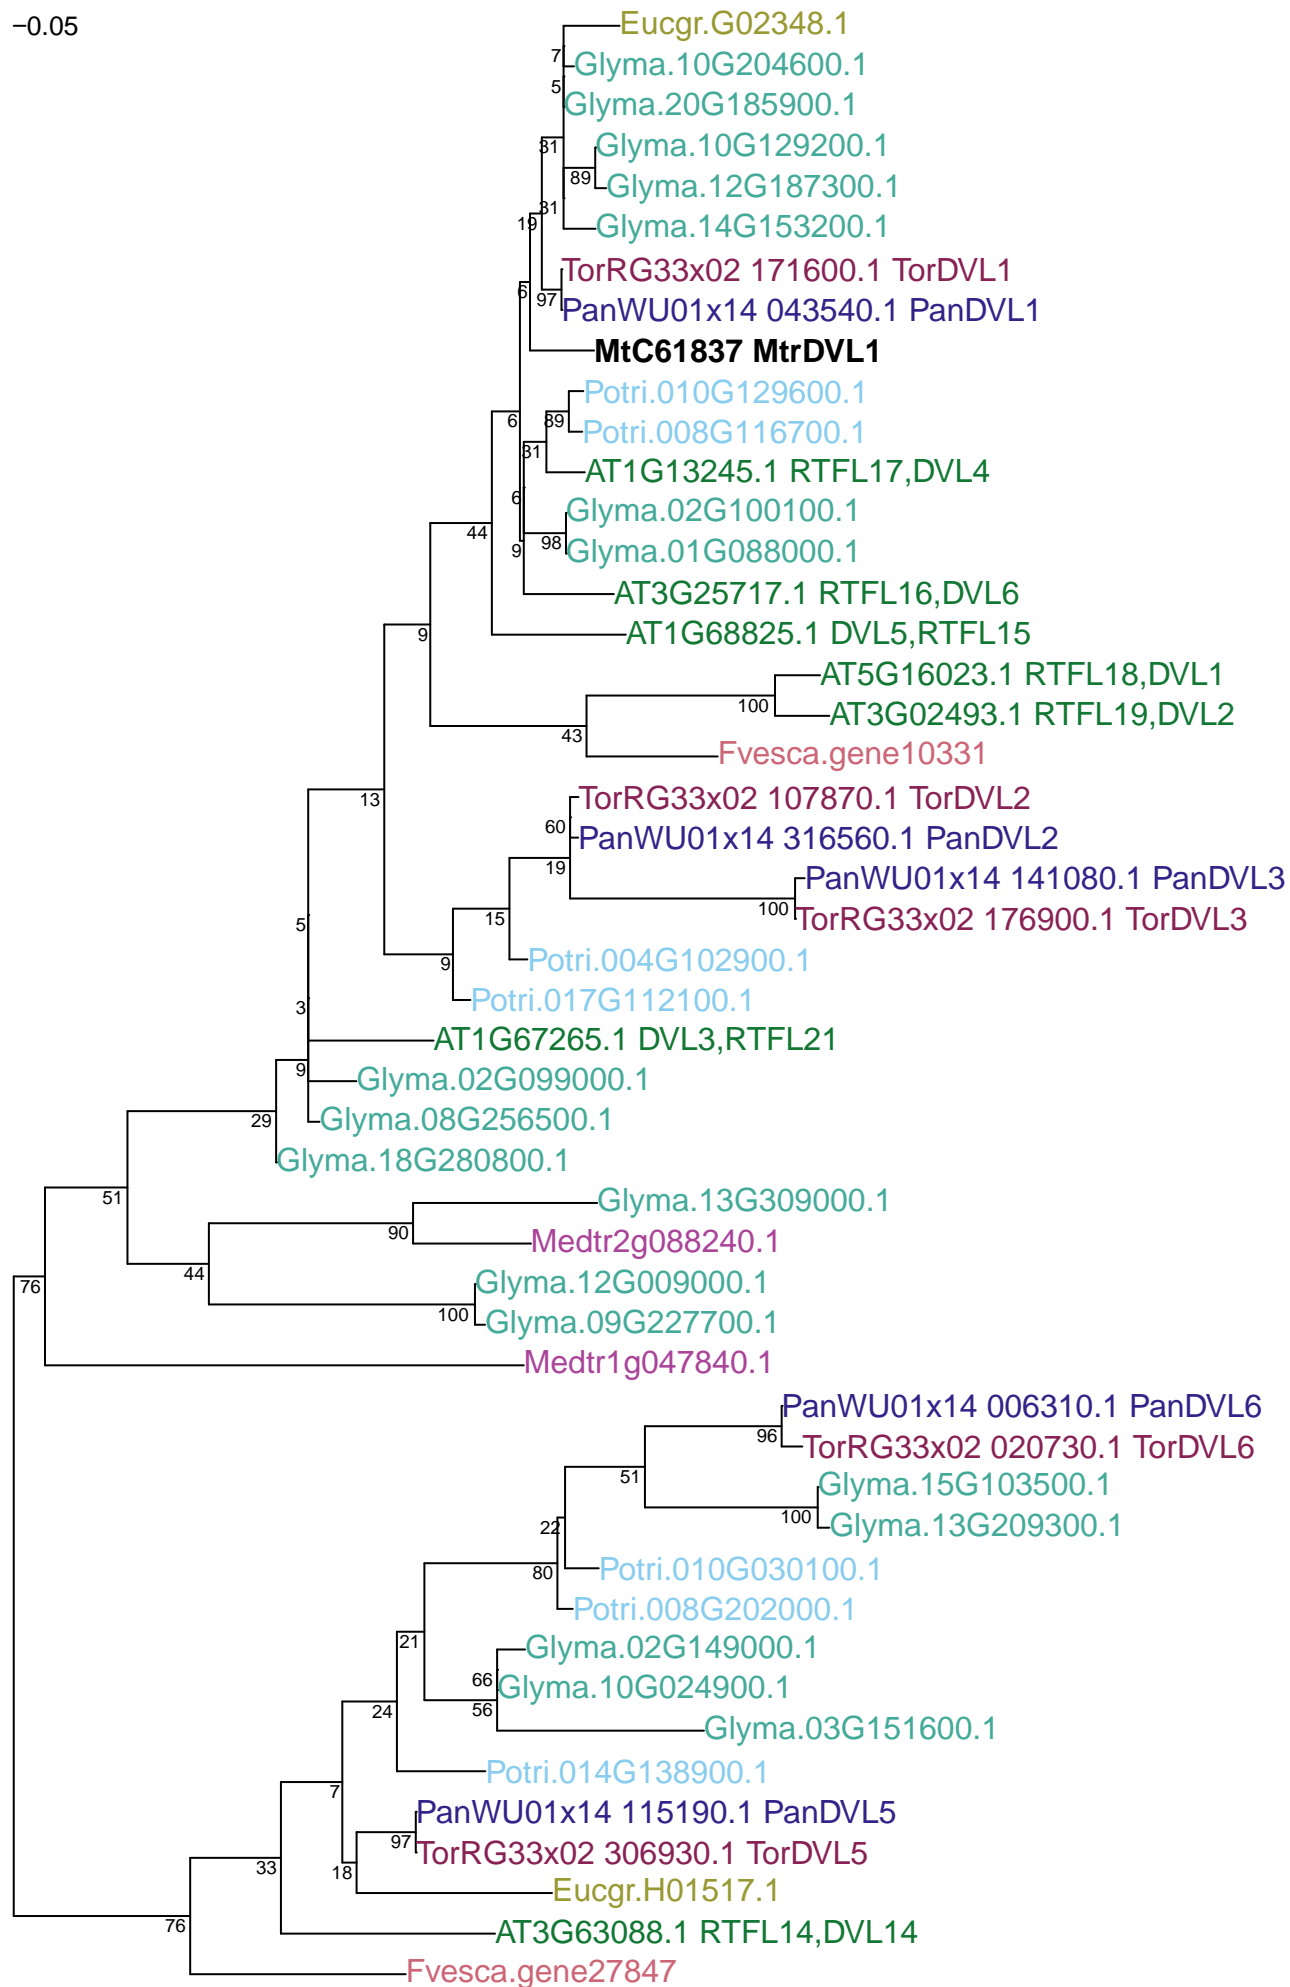 −0.05
Eucgr.G02348.1
7
Glyma.10G204600.1
5
Glyma.20G185900.1
31
Glyma.10G129200.1
89
Glyma.12G187300.1
31
19
Glyma.14G153200.1
TorRG33x02 171600.1 TorDVL1
6
97
PanWU01x14 043540.1 PanDVL1
MtC61837 MtrDVL1
Potri.010G129600.1
6
89
Potri.008G116700.1
31
AT1G13245.1 RTFL17,DVL4
6
Glyma.02G100100.1
44
9
98
Glyma.01G088000.1
AT3G25717.1 RTFL16,DVL6
9
AT1G68825.1 DVL5,RTFL15
AT5G16023.1 RTFL18,DVL1
100
AT3G02493.1 RTFL19,DVL2
43
Fvesca.gene10331
13
TorRG33x02 107870.1 TorDVL2
60
PanWU01x14 316560.1 PanDVL2
19
PanWU01x14 141080.1 PanDVL3
100
15
TorRG33x02 176900.1 TorDVL3
5
9
Potri.004G102900.1
Potri.017G112100.1
3
AT1G67265.1 DVL3,RTFL21
9
Glyma.02G099000.1
29
Glyma.08G256500.1
Glyma.18G280800.1
51
Glyma.13G309000.1
90
Medtr2g088240.1
44
76
Glyma.12G009000.1
100
Glyma.09G227700.1
Medtr1g047840.1
PanWU01x14 006310.1 PanDVL6
96
TorRG33x02 020730.1 TorDVL6
51
Glyma.15G103500.1
100
22
Glyma.13G209300.1
80
Potri.010G030100.1
Potri.008G202000.1
21
Glyma.02G149000.1
66
Glyma.10G024900.1
24
56
Glyma.03G151600.1
Potri.014G138900.1
7
PanWU01x14 115190.1 PanDVL5
97
TorRG33x02 306930.1 TorDVL5
33
18
Eucgr.H01517.1
76
AT3G63088.1 RTFL14,DVL14
Fvesca.gene27847